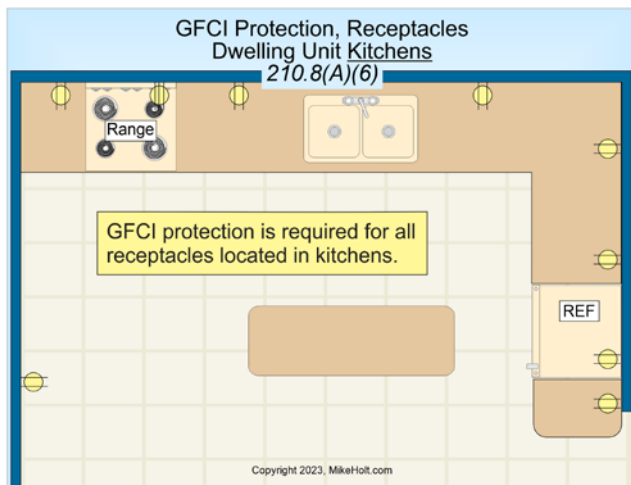 GFCI Protection, Receptacles
Dwelling Unit Kitchens
210.8(A)(6)
Range
GFCI protection is required for all
receptacles located in kitchens.
REF
Copyright 2023, MikeHolt.com